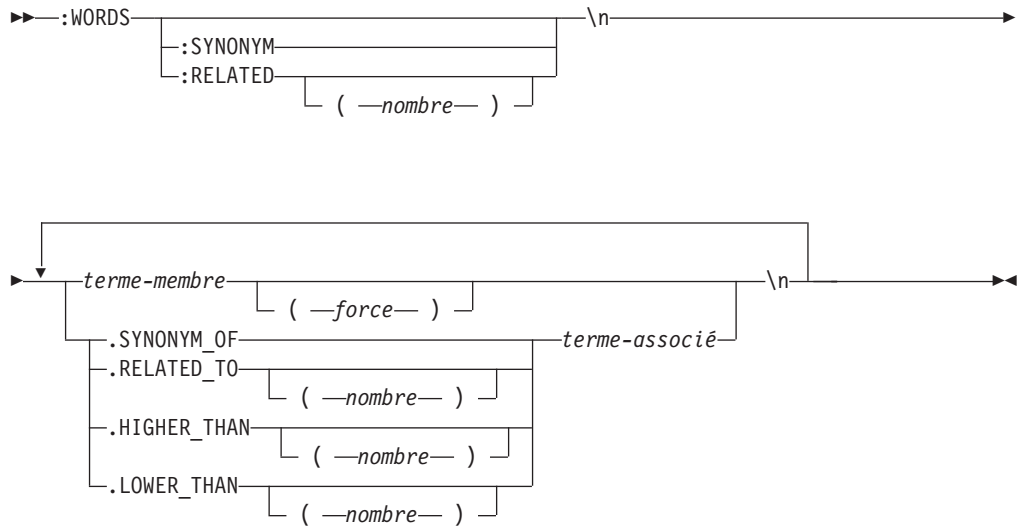 :WORDS \n
:SYNONYM
:RELATED
( nombre )
terme-membre \n
( force )
.SYNONYM_OF terme-associé
.RELATED_TO
( nombre )
.HIGHER_THAN
( nombre )
.LOWER_THAN
( nombre )